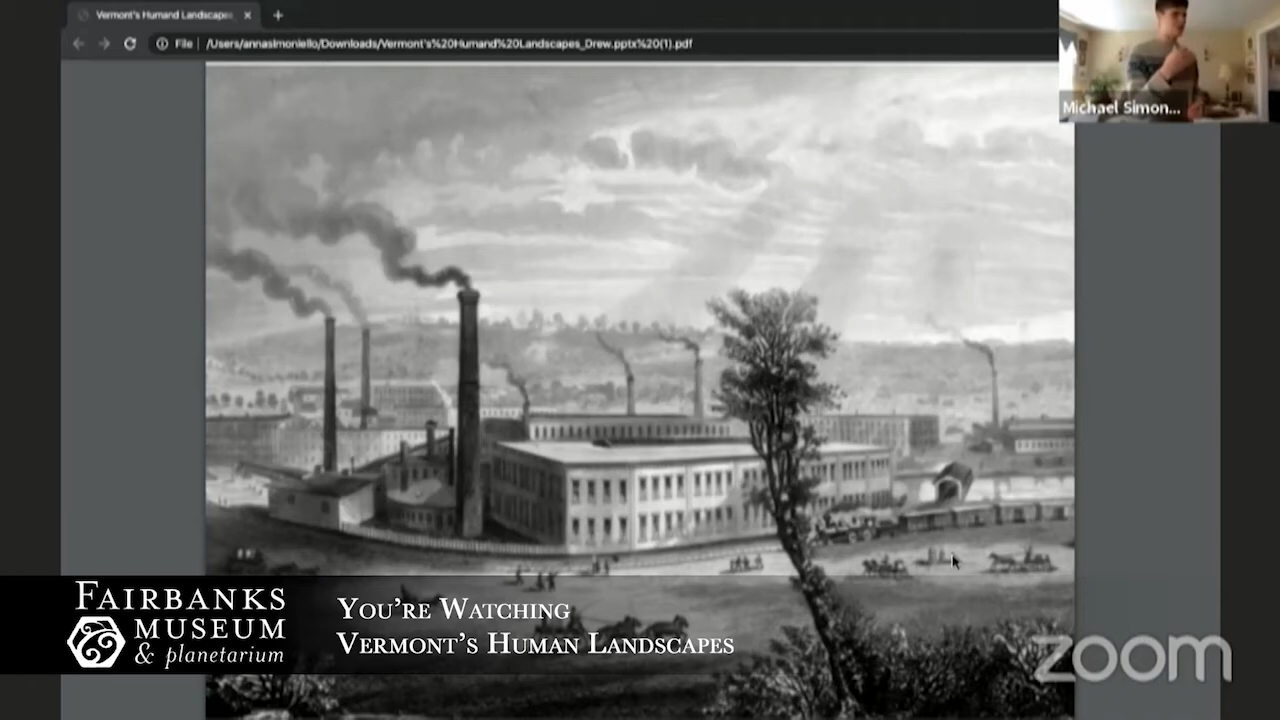 Vermont's Humand Landscapes
File /Users/annasimoniello/Downloads/Vermont's%20Humand%20Landscapes_Drew.pptx%20(1).pdf
Michael Simon...
FAIRBANKS
MUSEUM
& planetarium
YOU'RE WATCHING
VERMONT'S HUMAN LANDSCAPES
zoom